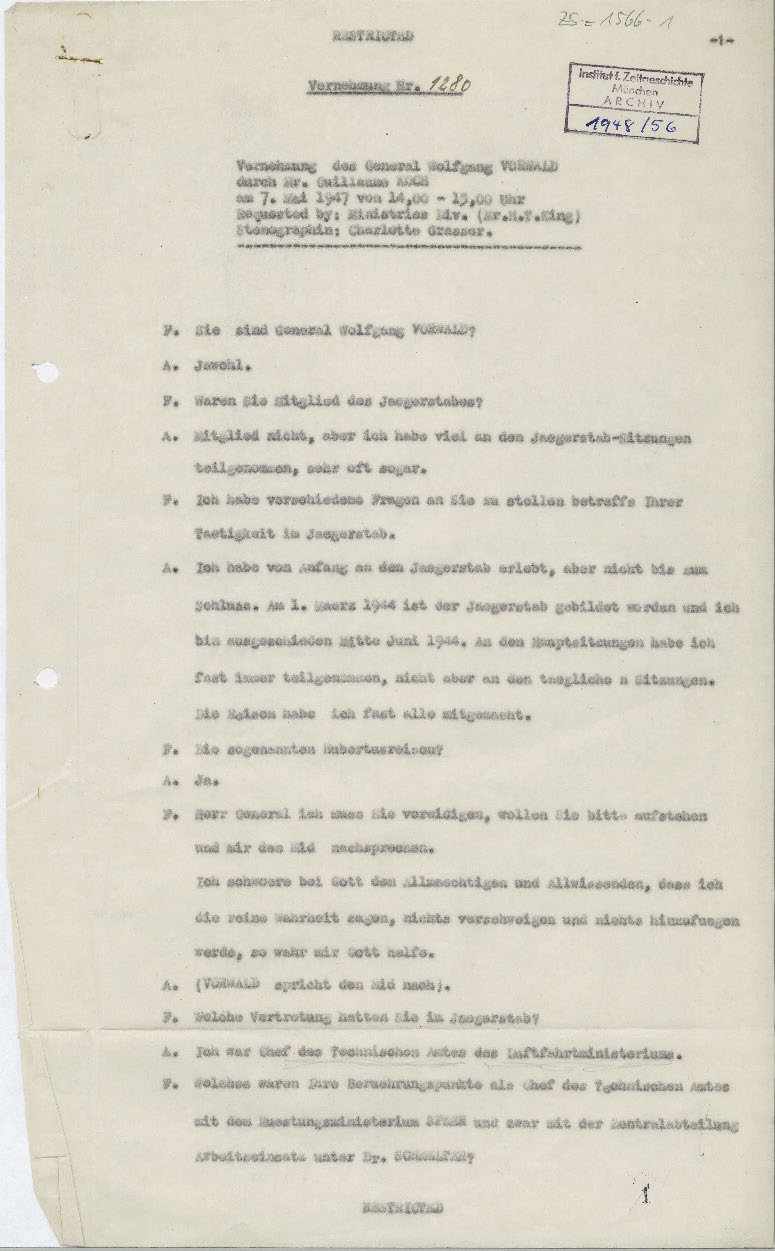 ZS-1566-1
RESTRICTED
-1-
Vernehmung Nr. 1280
Institut f. Zeitgeschichte
München
ARCHIV
1948/56
Vernehmung des General Wolfgang VORWALD
durch Mr. Guillaume KOCH
am 7. Mai 1947 von 14,00 - 15,00 Uhr
Requested by: Ministries Div. (Mr.H.T.King)
Stenographin: Charlotte Grasser.
F. Sie sind General Wolfgang VORWALD?
A. Jawohl.
F. Waren Sie Mitglied des Jaegerstabes?
A. Mitglied nicht, aber ich habe viel an den Jaegerstab-Sitzungen
teilgenommen, sehr oft sogar.
F. Ich habe verschiedene Fragen an Sie zu stellen betreffs Ihrer
Taetigkeit im Jaegerstab.
A. Ich habe von Anfang an den Jaegerstab erlebt, aber nicht bis zum
Schluss. Am 1. Maerz 1944 ist der Jaegerstab gebildet worden und ich
bin ausgeschieden Mitte Juni 1944. An den Hauptsitzungen habe ich
fast immer teilgenommen, nicht aber an den taegliche n Sitzungen.
Die Reisen habe ich fast alle mitgemacht.
F. Die sogenannten Hubertusreisen?
A. Ja.
F. Herr General ich muss Sie vereidigen, wollen Sie bitte aufstehen
und mir den Eid nachsprechen.
Ich schwoere bei Gott dem Allmaechtigen und Allwissenden, dass ich
die reine Wahrheit sagen, nichts verschweigen und nichts hinzufuegen
werde, so wahr mir Gott helfe.
A. (VORWALD spricht den Eid nach).
F. Welche Vertretung hatten Sie im Jaegerstab?
A. Ich war Chef des Technischen Amtes des Luftfahrtministeriums.
F. Welches waren Ihre Beruehrungspunkte als Chef des Technischen Amtes
mit dem Ruestungsministerium SPEER und zwar mit der Zentralabteilung
Arbeitseinsatz unter Dr. SCHMELTER?
RESTRICTED
1